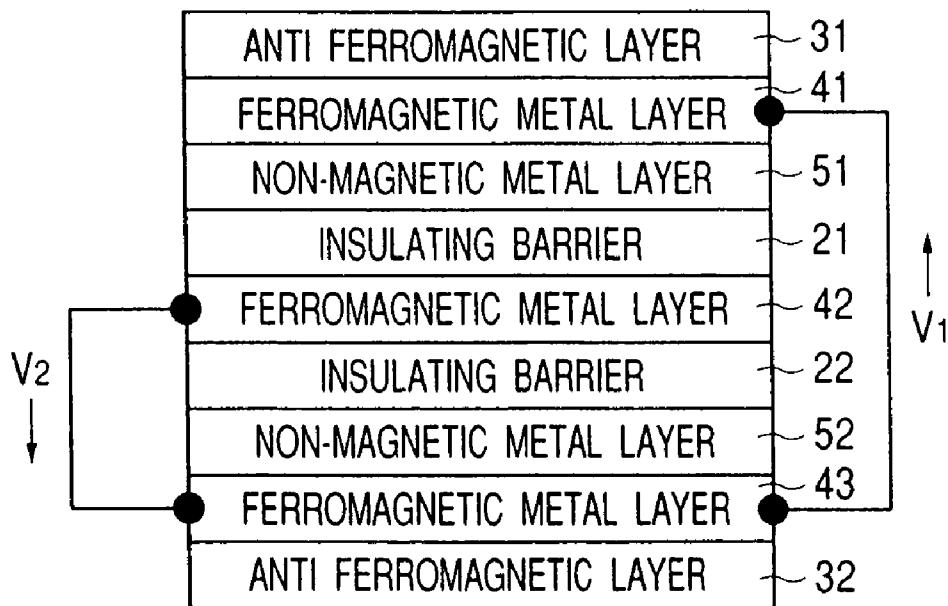 ANTI FERROMAGNETIC LAYER 31
FERROMAGNETIC METAL LAYER 41
NON-MAGNETIC METAL LAYER 51
INSULATING BARRIER 21
FERROMAGNETIC METAL LAYER 42
V1
INSULATING BARRIER 22
V2
NON-MAGNETIC METAL LAYER 52
FERROMAGNETIC METAL LAYER 43
ANTI FERROMAGNETIC LAYER 32